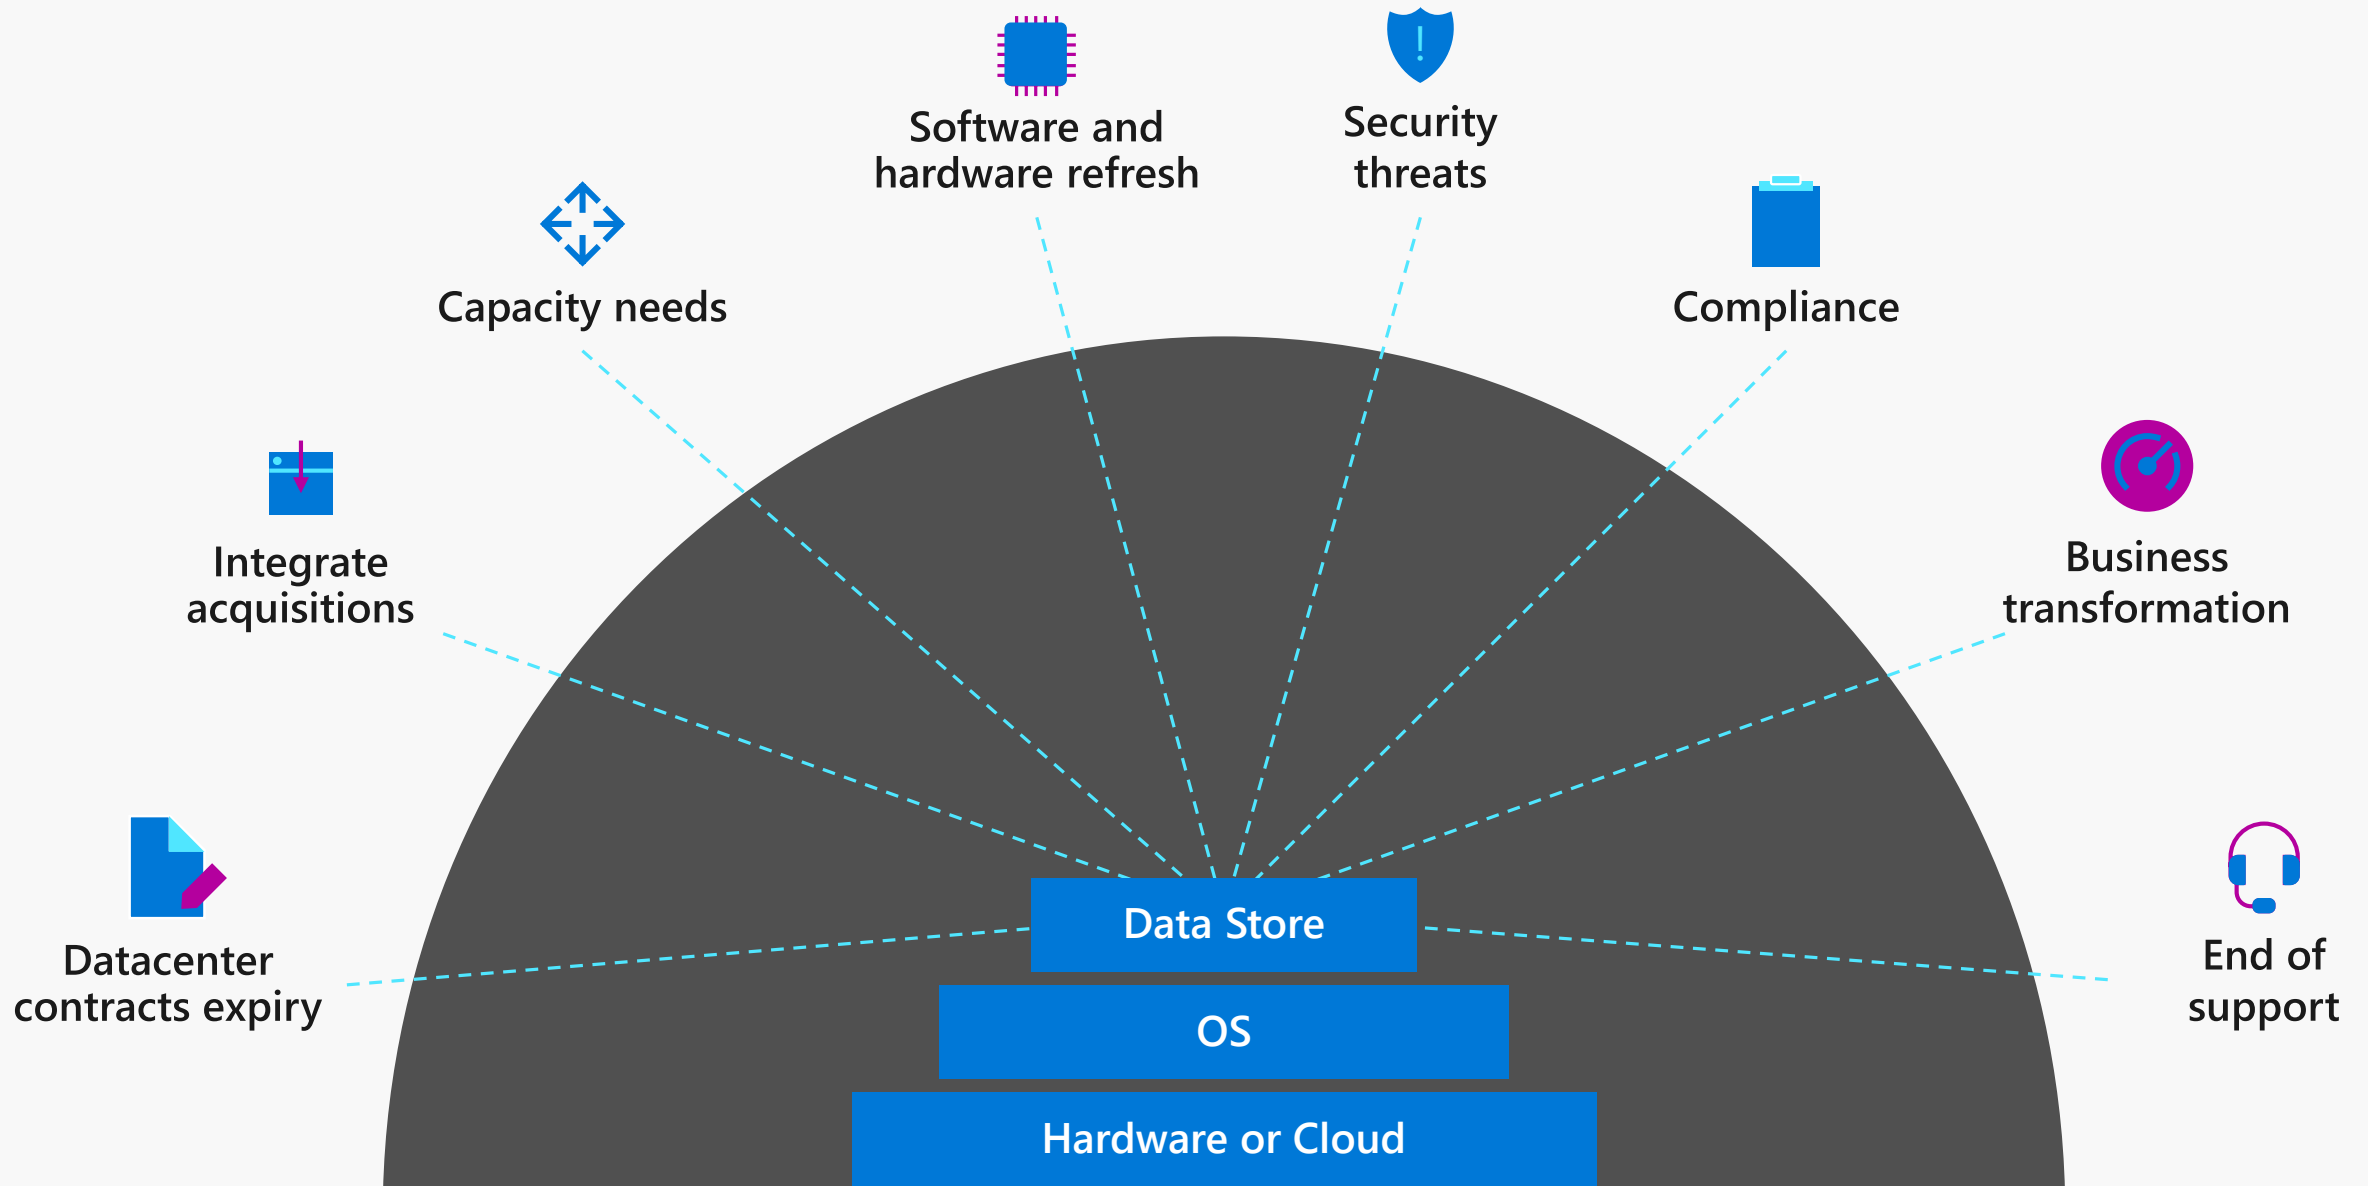 Software and
hardware refresh
Security
threats
Capacity needs
Compliance
Integrate
acquisitions
Business
transformation
Datacenter
contracts expiry
End of
support
Data Store
OS
Hardware or Cloud